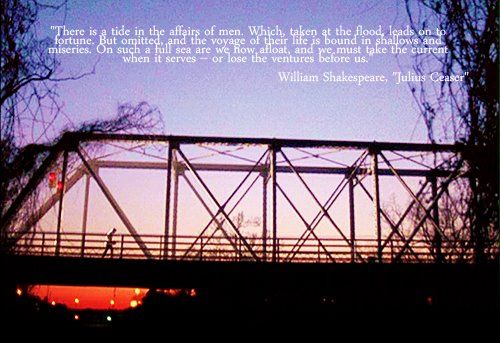 "There is a tide in the affairs of men. Which, taken at the flood, leads on to
fortune. But omitted, and the voyage of their life is bound in shallows and
miseries. On such a full sea are we now afloat, and we must take the current
when it serves — or lose the ventures before us."
William Shakespeare, "Julius Ceaser"